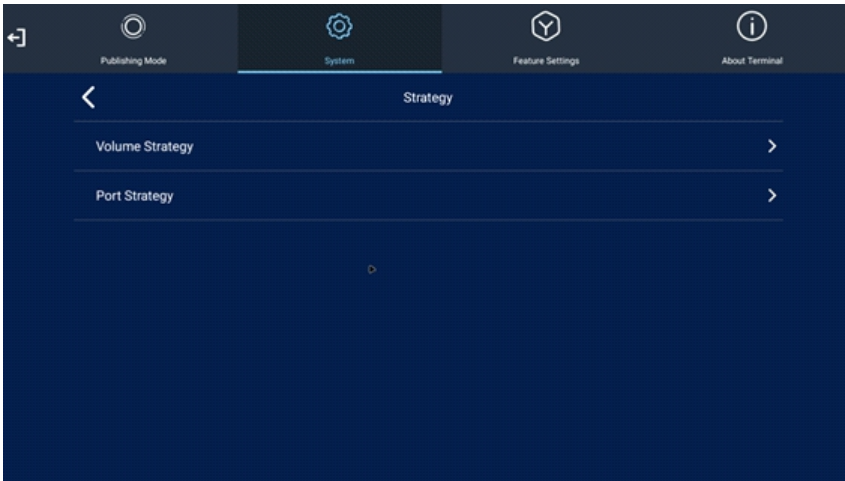 Publishing Mode
System
Feature Settings
About Terminal
Strategy
Volume Strategy
Port Strategy